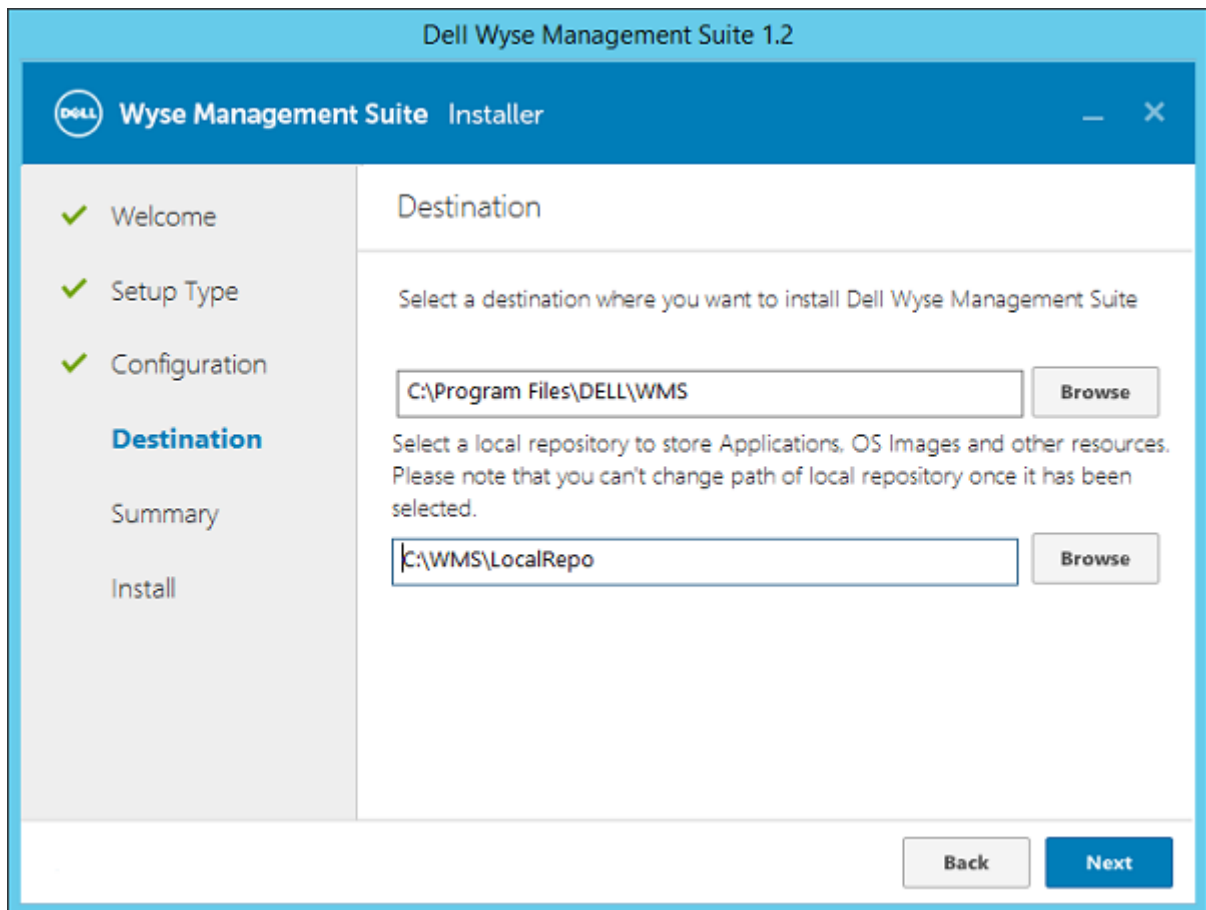 Dell Wyse Management Suite 1.2
DELL Wyse Management Suite Installer
Welcome
Setup Type
Configuration
Destination
Summary
Install
Destination
Select a destination where you want to install Dell Wyse Management Suite
C:\Program Files\DELL\WMS
Browse
Select a local repository to store Applications, OS Images and other resources.
Please note that you can't change path of local repository once it has been
selected.
C:\WMS\LocalRepo
Browse
Back
Next